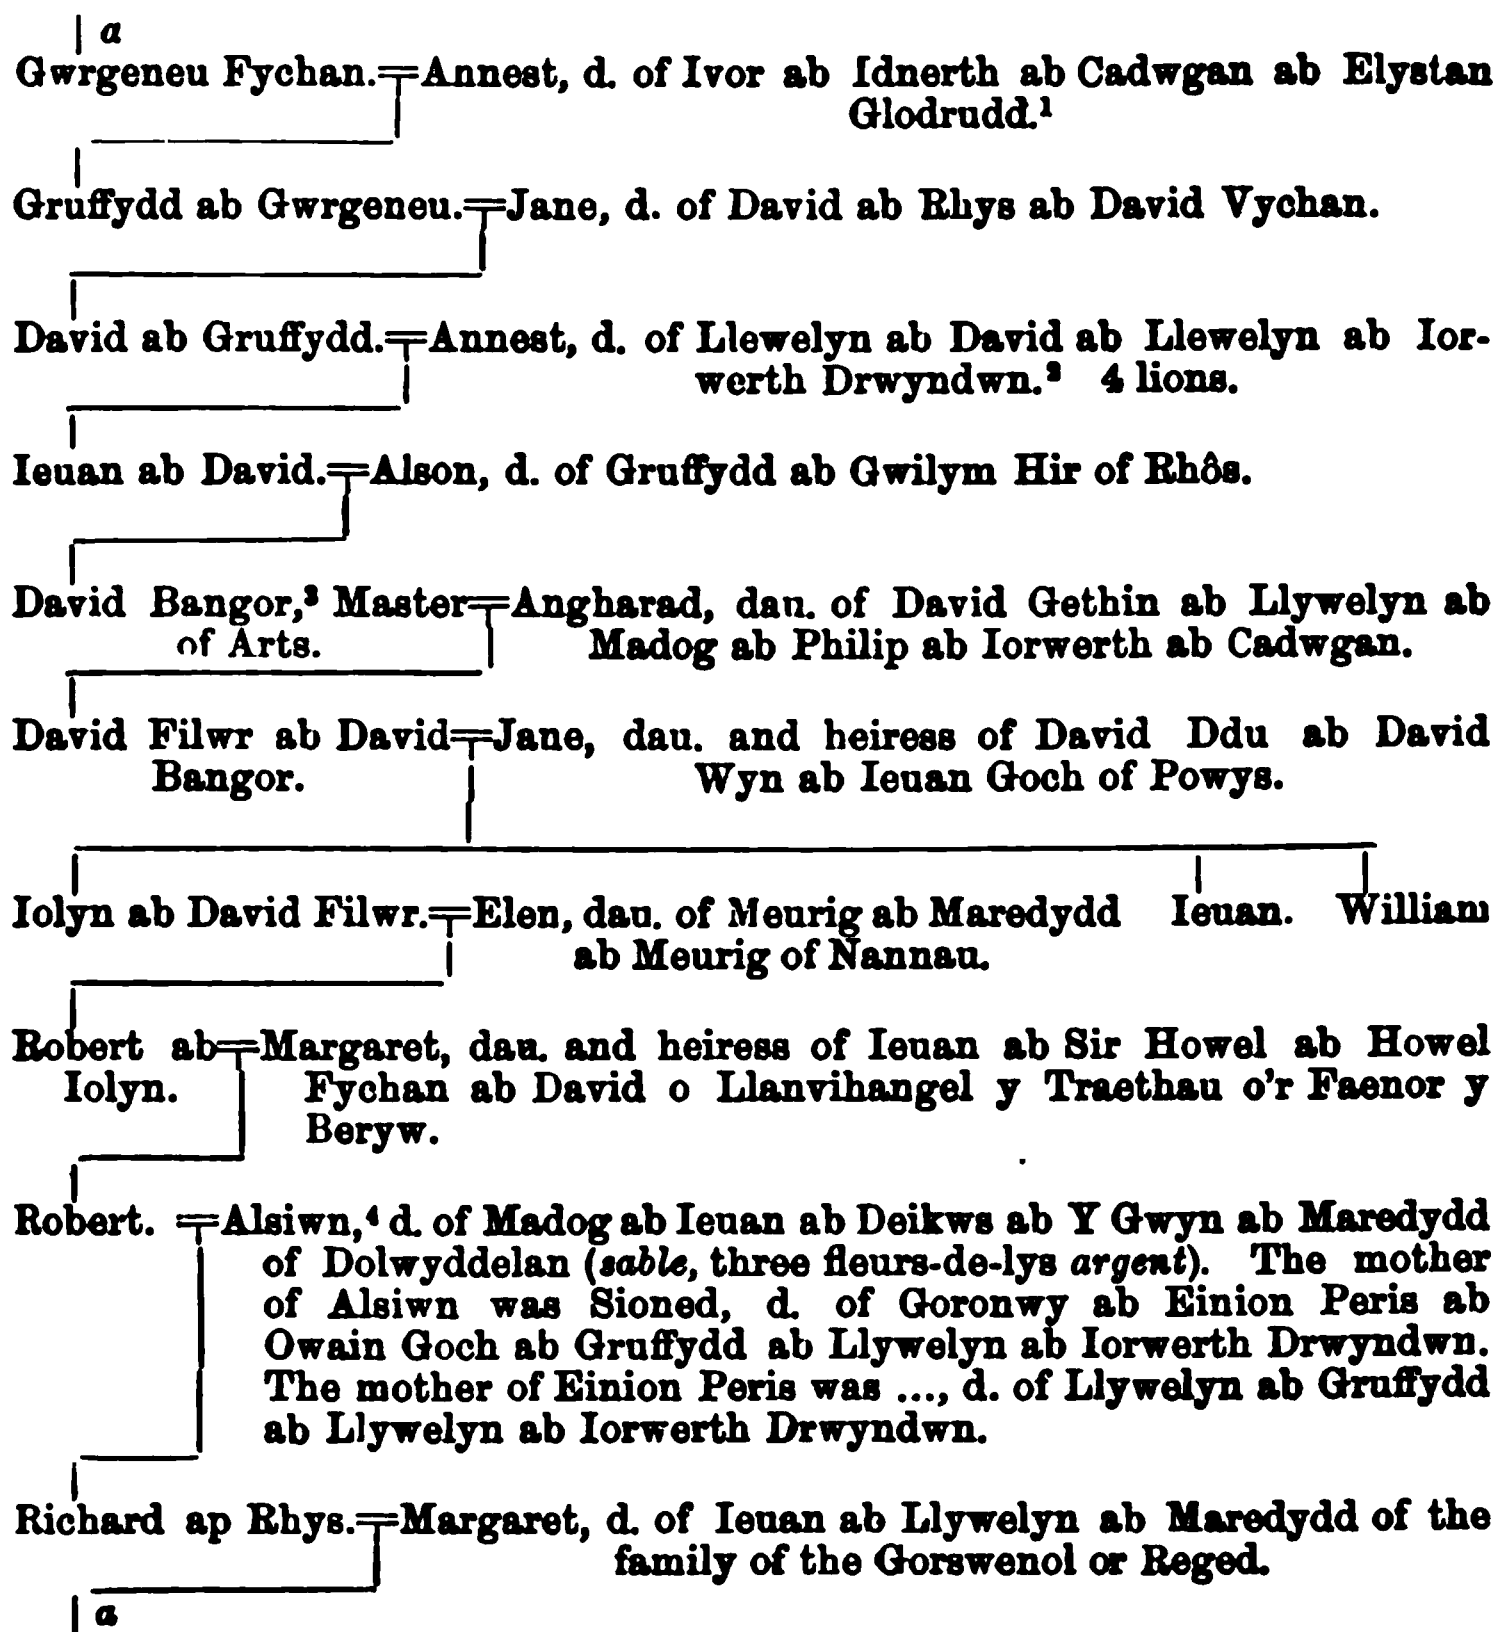 a
Gwrgeneu Fychan.=Annest, d. of Ivor ab Idnerth ab Cadwgan ab Elystan
Glodrudd.¹
Gruffydd ab Gwrgeneu.=Jane, d. of David ab Rhys ab David Vychan.
David ab Gruffydd.=Annest, d. of Llewelyn ab David ab Llewelyn ab Ior-
werth Drwyndwn.² 4 lions.
Ieuan ab David.=Alson, d. of Gruffydd ab Gwilym Hir of Rhôs.
David Bangor,³ Master=Angharad, dau. of David Gethin ab Llywelyn ab
of Arts. Madog ab Philip ab Iorwerth ab Cadwgan.
David Filwr ab David=Jane, dau. and heiress of David Ddu ab David
Bangor. Wyn ab Ieuan Goch of Powys.
Iolyn ab David Filwr.=Elen, dau. of Meurig ab Maredydd Ieuan. William
ab Meurig of Nannau.
Robert ab=Margaret, dau. and heiress of Ieuan ab Sir Howel ab Howel
Iolyn. Fychan ab David o Llanvihangel y Traethau o'r Faenor y
Beryw.
Robert. =Alsiwn,⁴ d. of Madog ab Ieuan ab Deikws ab Y Gwyn ab Maredydd
of Dolwyddelan (sable, three fleurs-de-lys argent). The mother
of Alsiwn was Sioned, d. of Goronwy ab Einion Peris ab
Owain Goch ab Gruffydd ab Llywelyn ab Iorwerth Drwyndwn.
The mother of Einion Peris was ..., d. of Llywelyn ab Gruffydd
ab Llywelyn ab Iorwerth Drwyndwn.
Richard ap Rhys.=Margaret, d. of Ieuan ab Llywelyn ab Maredydd of the
family of the Gorswenol or Reged.
a